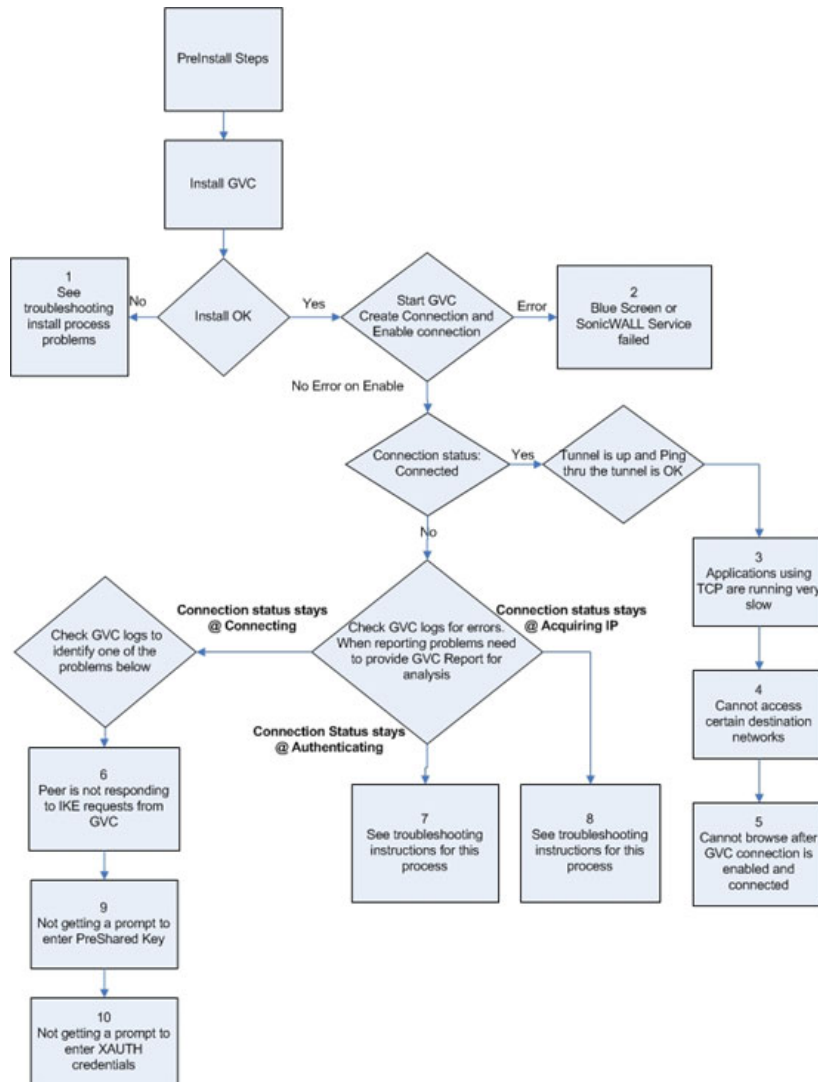 PreInstall Steps
Install GVC
1
See
troubleshooting
install process
problems
No
Install OK
Yes
Start GVC
Create Connection and
Enable connection
Error
2
Blue Screen or
SonicWALL Service
failed
No Error on Enable
Connection status:
Connected
Yes
Tunnel is up and Ping
thru the tunnel is OK
No
3
Applications using
TCP are running very
slow
Connection status stays
@ Connecting
Check GVC logs for errors.
When reporting problems need
to provide GVC Report for
analysis
Connection status stays
@ Acquiring IP
Check GVC logs to
identify one of the
problems below
4
Cannot access
certain destination
networks
Connection Status stays
@ Authenticating
6
Peer is not responding
to IKE requests from
GVC
7
See troubleshooting
instructions for this
process
8
See troubleshooting
instructions for this
process
5
Cannot browse after
GVC connection is
enabled and
connected
9
Not getting a prompt to
enter PreShared Key
10
Not getting a prompt to
enter XAUTH
credentials